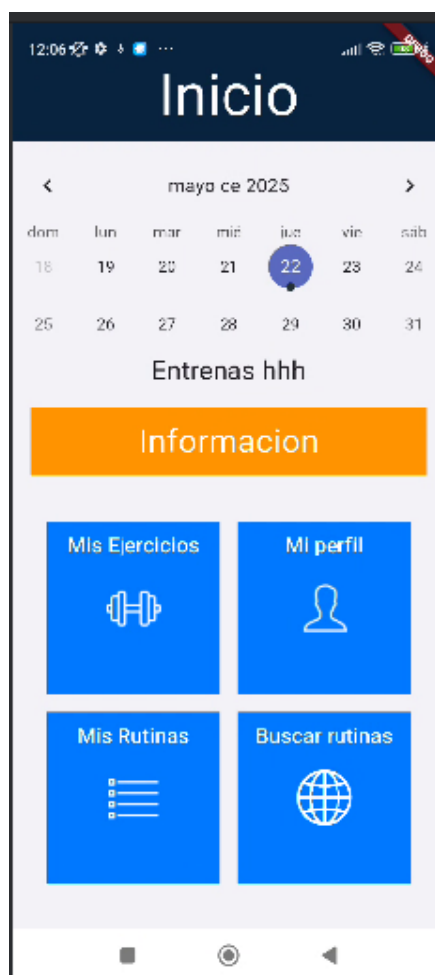 12:06
Inicio
mayo de 2025
dom lun mar mié jue vie sáb
18 19 20 21 22 23 24
25 26 27 28 29 30 31
Entrenas hhh
Informacion
Mis Ejercicios
Mi perfil
Mis Rutinas
Buscar rutinas